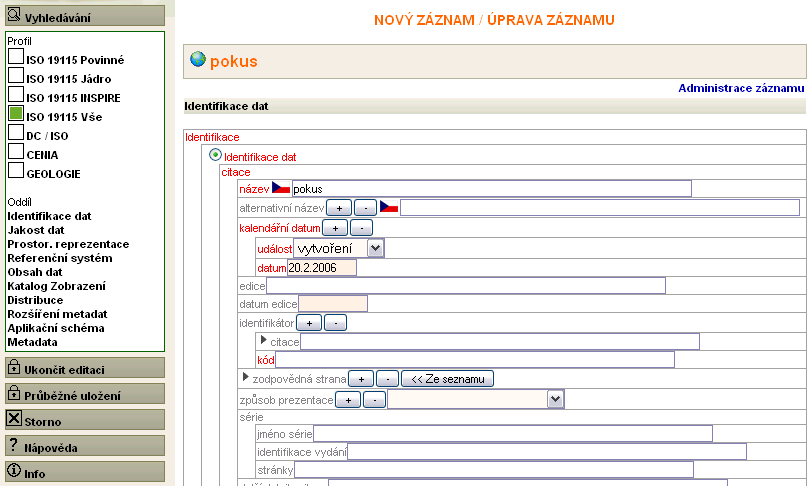 Vyhledávání
Profil
ISO 19115 Povinné
ISO 19115 Jádro
ISO 19115 INSPIRE
ISO 19115 Vše
DC / ISO
CENIA
GEOLOGIE
Oddíl
Identifikace dat
Jakost dat
Prostor. reprezentace
Referenční systém
Obsah dat
Katalog Zobrazení
Distribuce
Rozšíření metadat
Aplikační schéma
Metadata
Ukončit editaci
Průběžné uložení
Storno
? Nápověda
Info
NOVÝ ZÁZNAM / ÚPRAVA ZÁZNAMU
pokus
Administrace záznamu
Identifikace dat
Identifikace
Identifikace dat
citace
název pokus
alternativní název + -
kalendářní datum + -
událost vytvoření
datum 20.2.2006
edice
datum edice
identifikátor + -
citace
kód
zodpovědná strana + - << Ze seznamu
způsob prezentace + -
série
jméno série
identifikace vydání
stránky